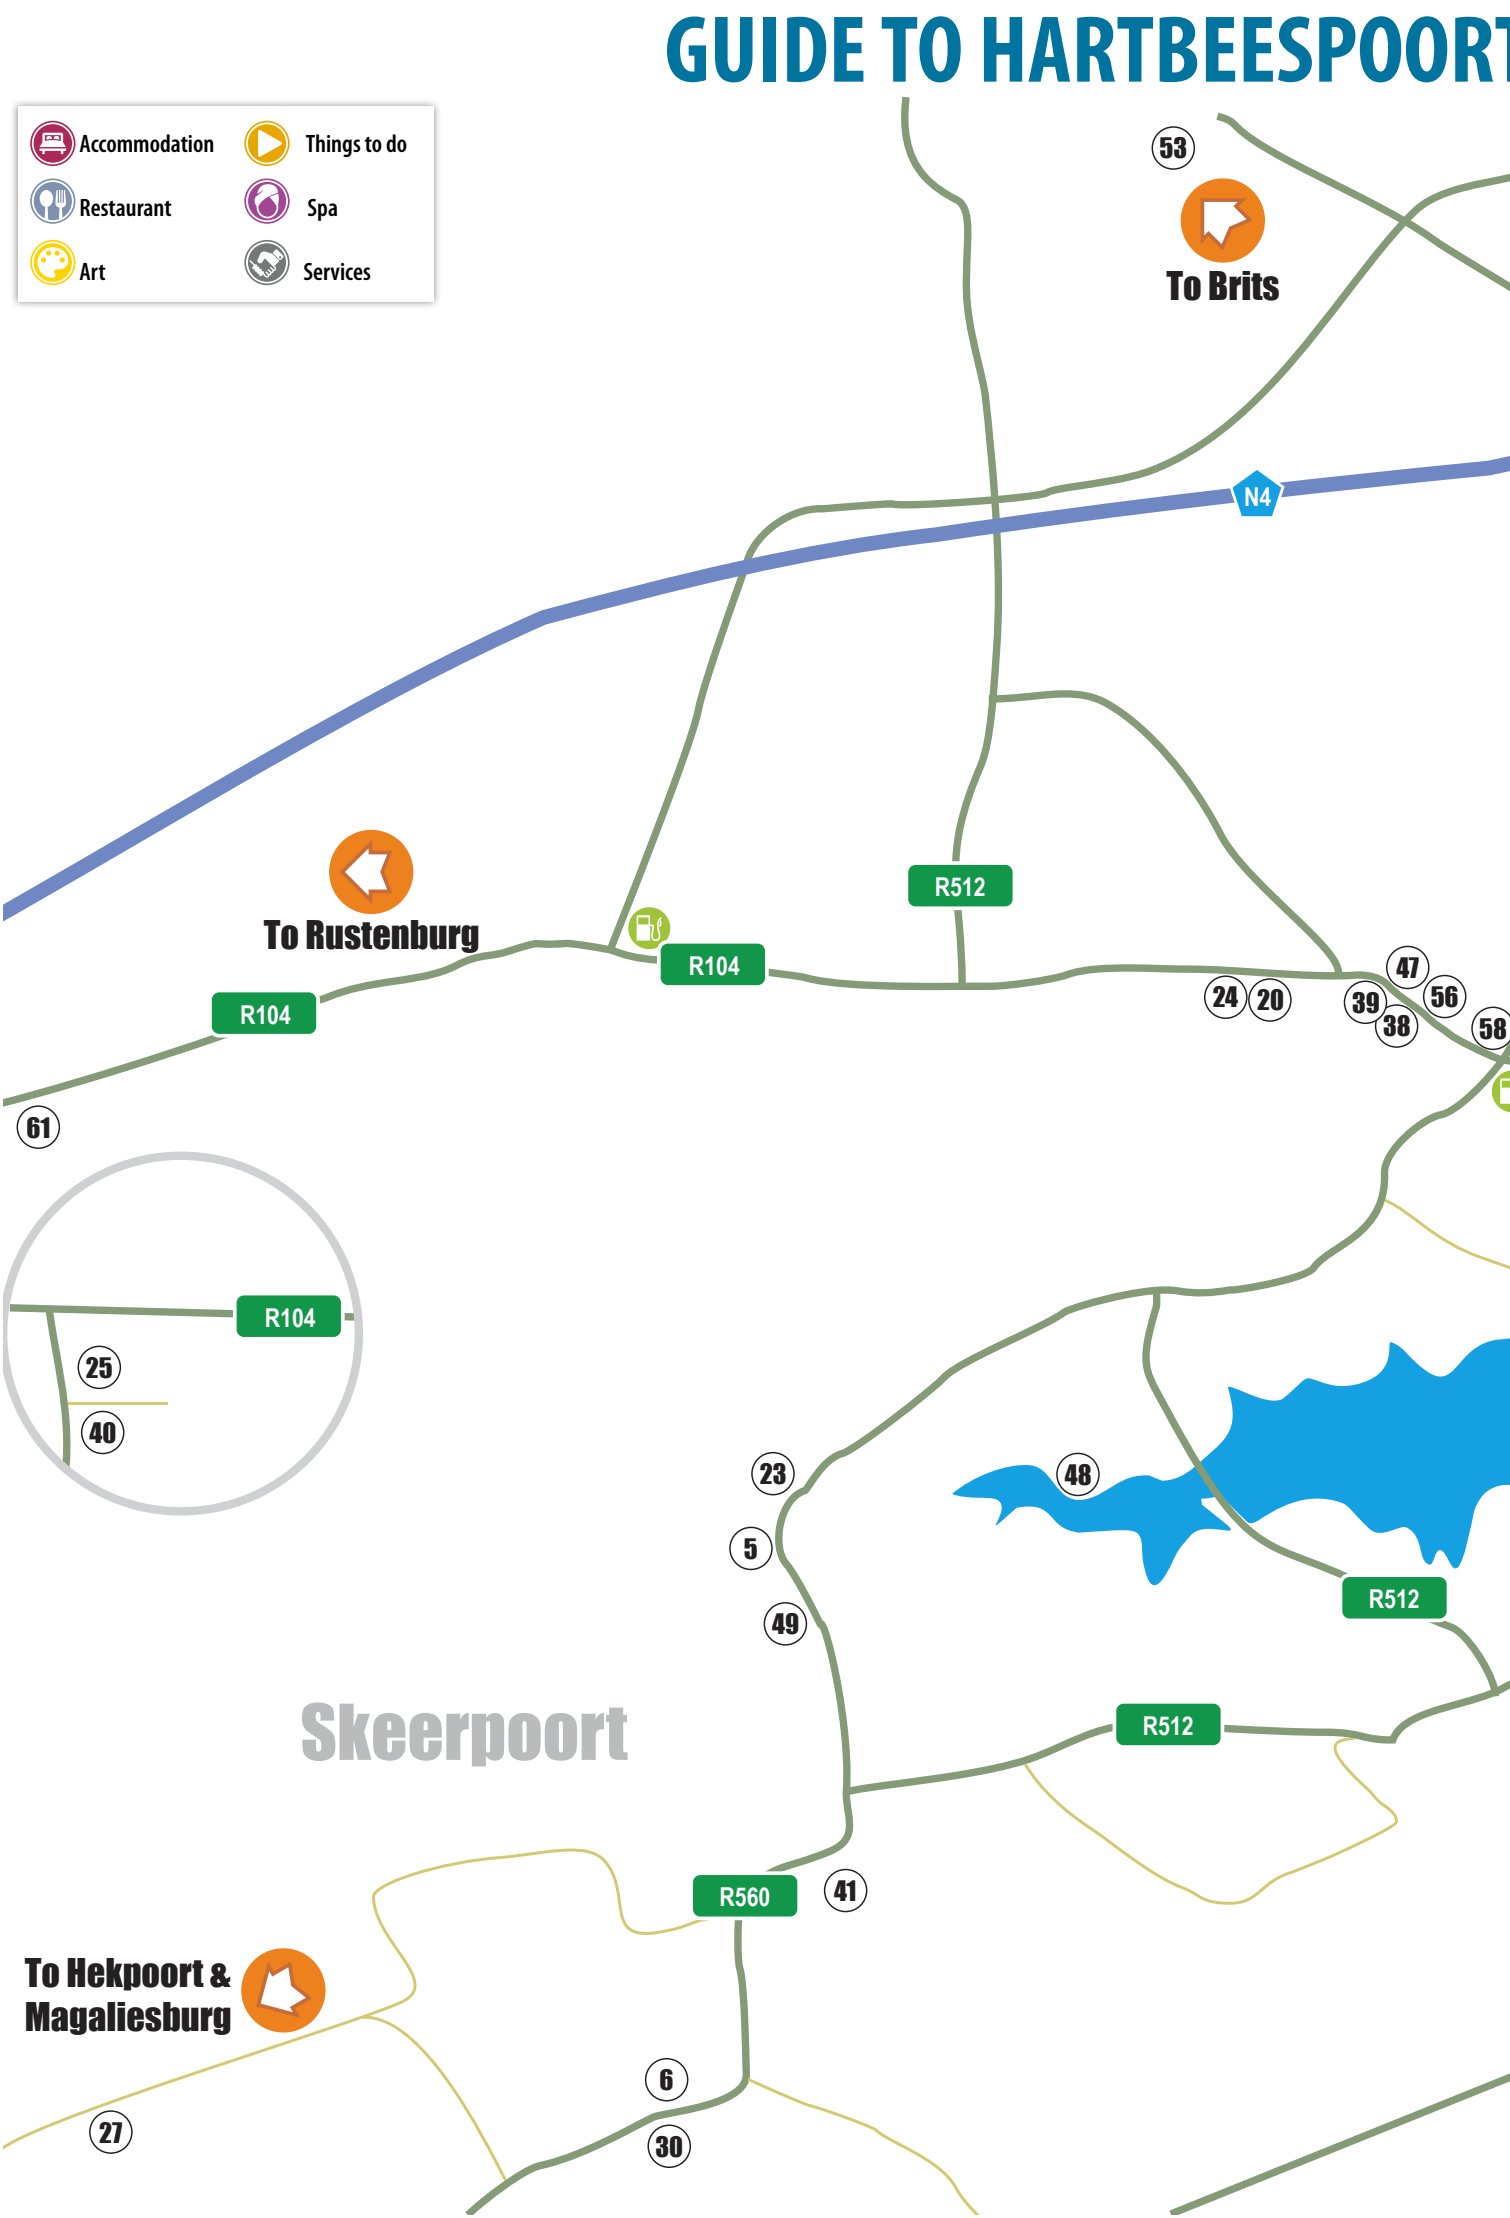 GUIDE TO HARTBEESPOORT
Accommodation
Things to do
Restaurant
Spa
Art
Services
53
To Brits
N4
To Rustenburg
R512
R104
R104
47
24
20
39
56
38
58
61
R104
25
40
23
48
5
49
R512
Skeerpoort
R512
R560
41
To Hekpoort &
Magaliesburg
6
27
30